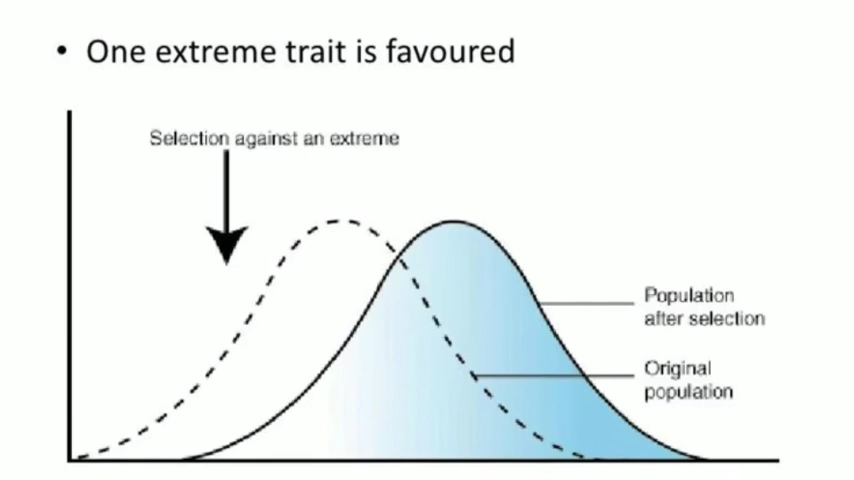 • One extreme trait is favoured
Selection against an extreme
Population
after selection
Original
population